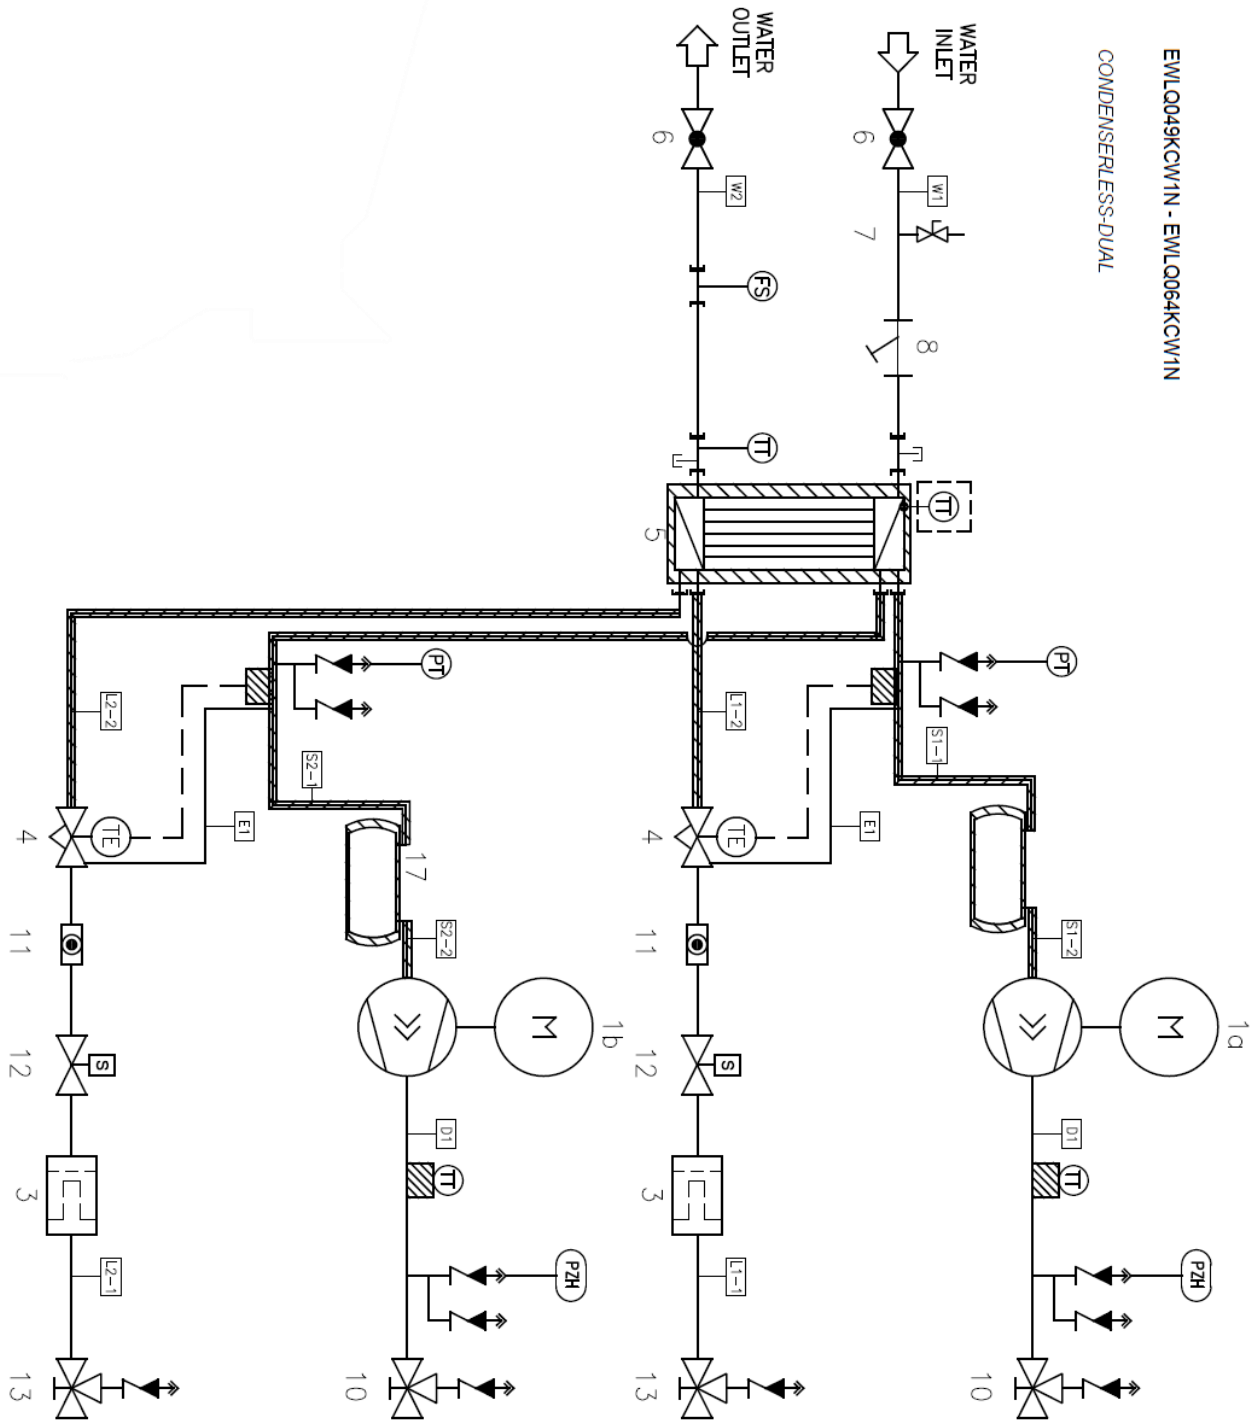 EWLQ049KCW1N - EWLQ064KCW1N
CONDENSERLESS-DUAL
WATER
INLET
WATER
OUTLET
6
6
W1
W2
7
FS
8
TT
TT
5
PT
PT
L2-2
L1-2
S2-1
S1-1
4
TE
E1
17
4
TE
E1
11
S2-2
11
S1-2
M
1b
M
1a
12
S
12
S
D1
D1
TT
TT
3
3
L2-1
PZH
L1-1
PZH
13
10
13
10